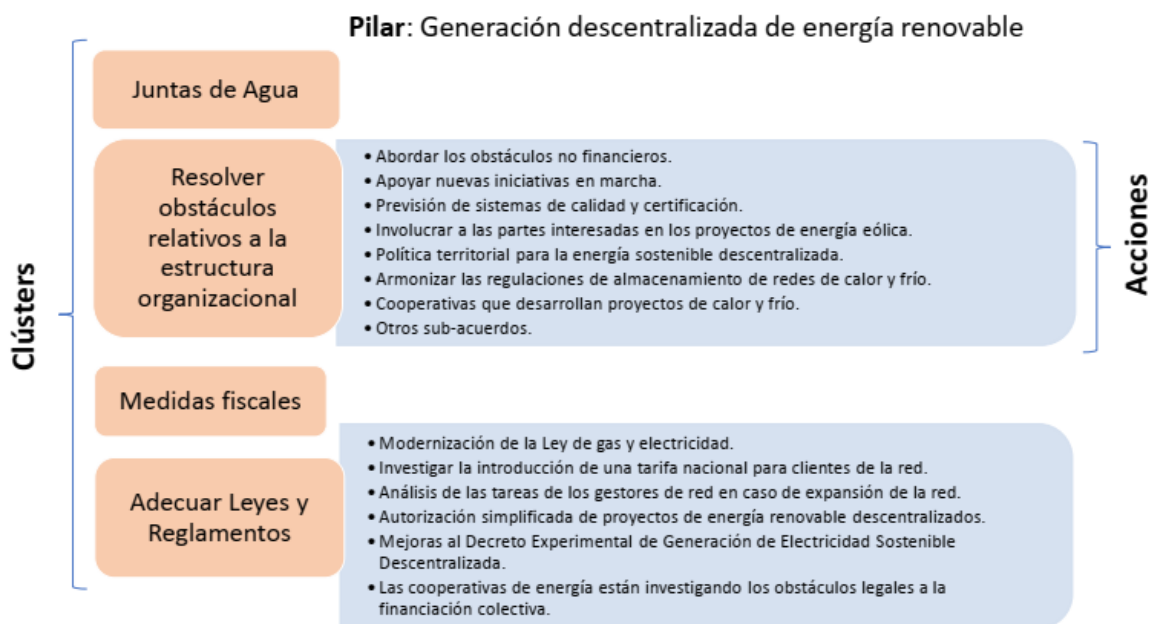 Pilar: Generación descentralizada de energía renovable
Clústers
Juntas de Agua
Resolver
obstáculos
relativos a la
estructura
organizacional
• Abordar los obstáculos no financieros.
• Apoyar nuevas iniciativas en marcha.
• Previsión de sistemas de calidad y certificación.
• Involucrar a las partes interesadas en los proyectos de energía eólica.
• Política territorial para la energía sostenible descentralizada.
• Armonizar las regulaciones de almacenamiento de redes de calor y frío.
• Cooperativas que desarrollan proyectos de calor y frío.
• Otros sub-acuerdos.
Acciones
Medidas fiscales
Adecuar Leyes y
Reglamentos
• Modernización de la Ley de gas y electricidad.
• Investigar la introducción de una tarifa nacional para clientes de la red.
• Análisis de las tareas de los gestores de red en caso de expansión de la red.
• Autorización simplificada de proyectos de energía renovable descentralizados.
• Mejoras al Decreto Experimental de Generación de Electricidad Sostenible
Descentralizada.
• Las cooperativas de energía están investigando los obstáculos legales a la
financiación colectiva.